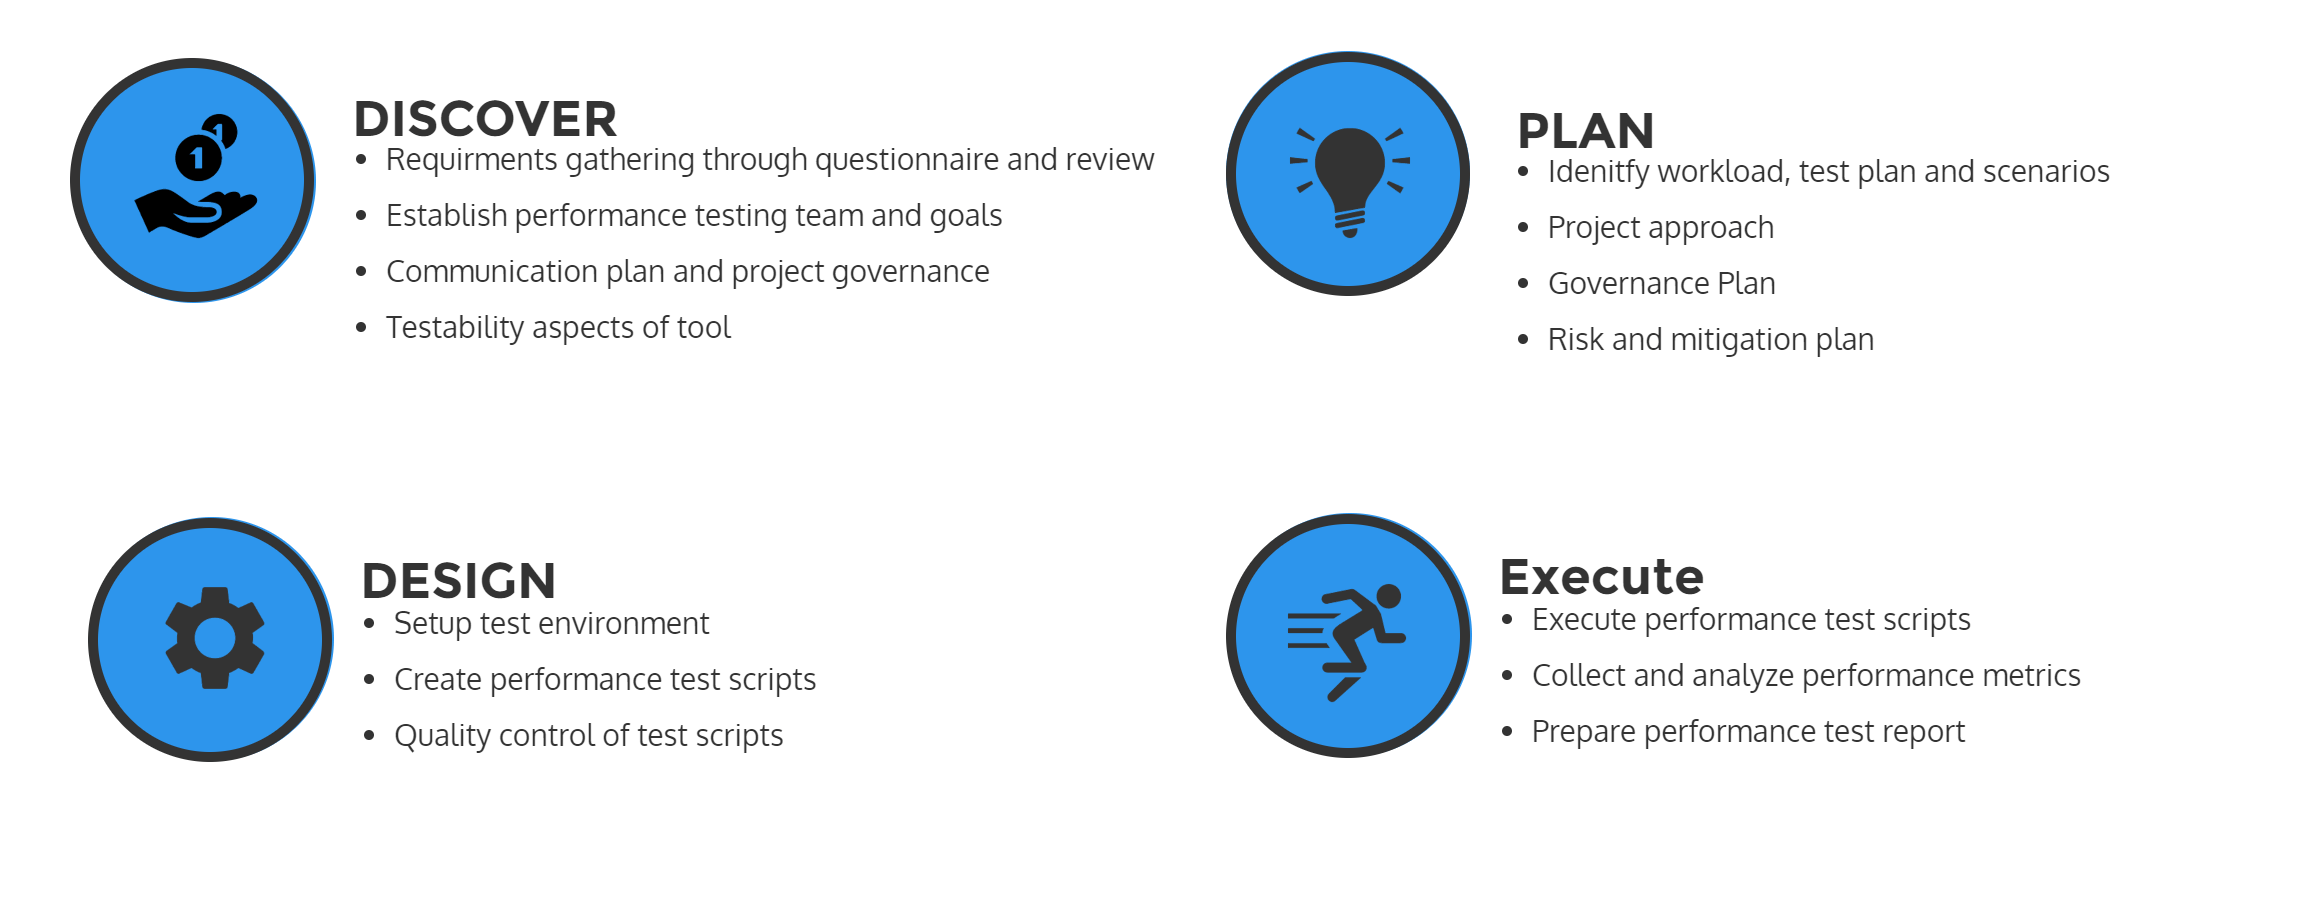 DISCOVER
• Requirments gathering through questionnaire and review
• Establish performance testing team and goals
• Communication plan and project governance
• Testability aspects of tool
PLAN
• Idenitfy workload, test plan and scenarios
• Project approach
• Governance Plan
• Risk and mitigation plan
DESIGN
• Setup test environment
• Create performance test scripts
• Quality control of test scripts
Execute
• Execute performance test scripts
• Collect and analyze performance metrics
• Prepare performance test report
1
1